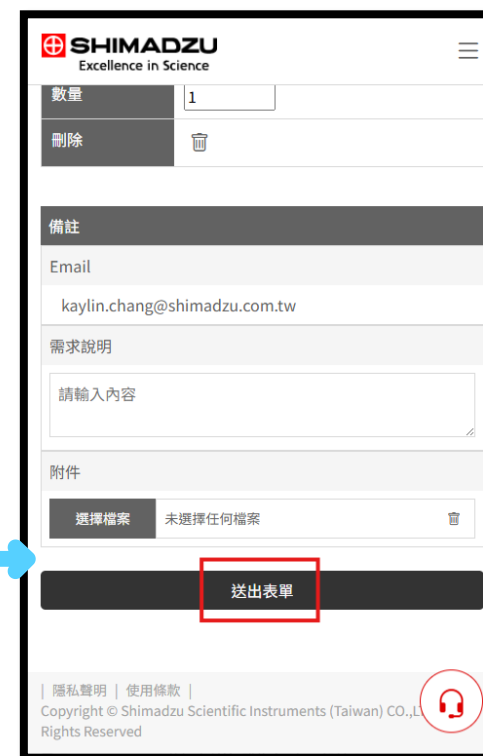 SHIMADZU
Excellence in Science
數量
1
刪除
備註
Email
kaylin.chang@shimadzu.com.tw
需求說明
請輸入內容
附件
選擇檔案 未選擇任何檔案
送出表單
| 隱私聲明 | 使用條款 |
Copyright © Shimadzu Scientific Instruments (Taiwan) CO.,
Rights Reserved